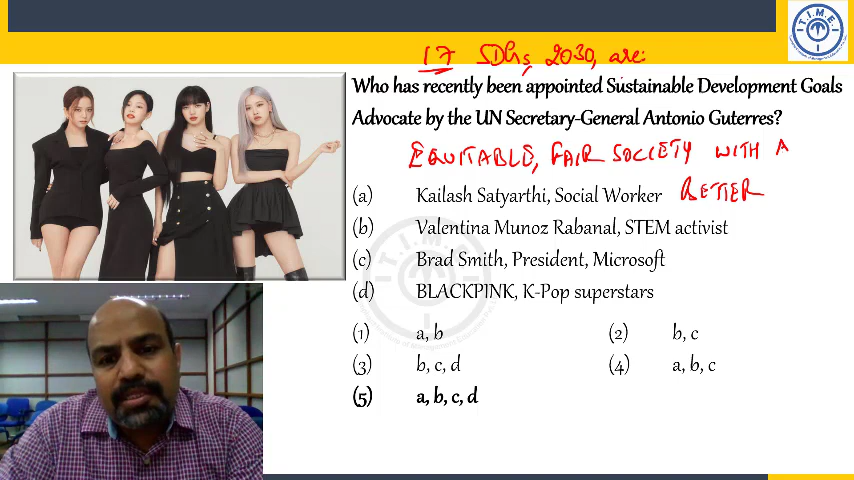 T.I.M.E.
17 SDGs, 2030, are:
Who has recently been appointed Sustainable Development Goals
Advocate by the UN Secretary-General Antonio Guterres?
EQUITABLE, FAIR SOCIETY WITH A
BETTER
(a) Kailash Satyarthi, Social Worker
(b) Valentina Munoz Rabanal, STEM activist
(c) Brad Smith, President, Microsoft
(d) BLACKPINK, K-Pop superstars
(1) a, b (2) b, c
(3) b, c, d (4) a, b, c
(5) a, b, c, d